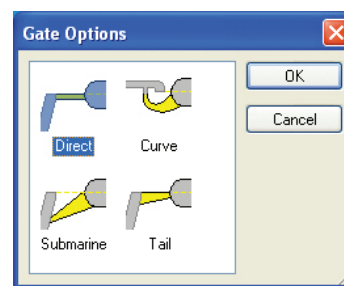 Gate Options
OK
Cancel
Direct
Curve
Submarine
Tail